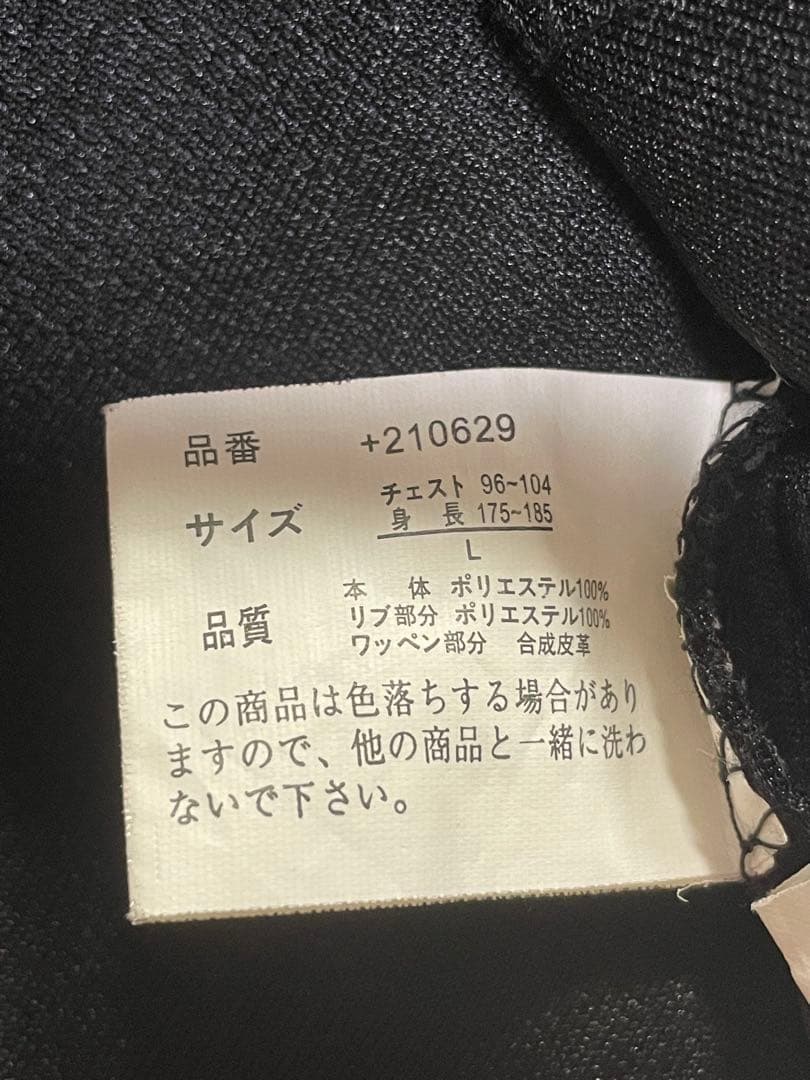 品番 +210629
サイズ チェスト 96~104
身長 175~185
L
品質 本体 ポリエステル100%
リブ部分 ポリエステル100%
ワッペン部分 合成皮革
この商品は色落ちする場合があり
ますので、他の商品と一緒に洗わ
ないで下さい。